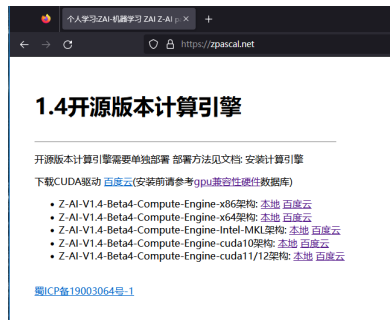 个人学习:ZAI-机器学习 ZAI Z-AI p
https://zpascal.net
1.4开源版本计算引擎
开源版本计算引擎需要单独部署 部署方法见文档: 安装计算引擎
下载CUDA驱动 百度云(安装前请参考gpu兼容性硬件数据库)
Z-AI-V1.4-Beta4-Compute-Engine-x86架构: 本地 百度云
Z-AI-V1.4-Beta4-Compute-Engine-x64架构: 本地 百度云
Z-AI-V1.4-Beta4-Compute-Engine-Intel-MKL架构: 本地 百度云
Z-AI-V1.4-Beta4-Compute-Engine-cuda10架构: 本地 百度云
Z-AI-V1.4-Beta4-Compute-Engine-cuda11/12架构: 本地 百度云
蜀ICP备19003064号-1